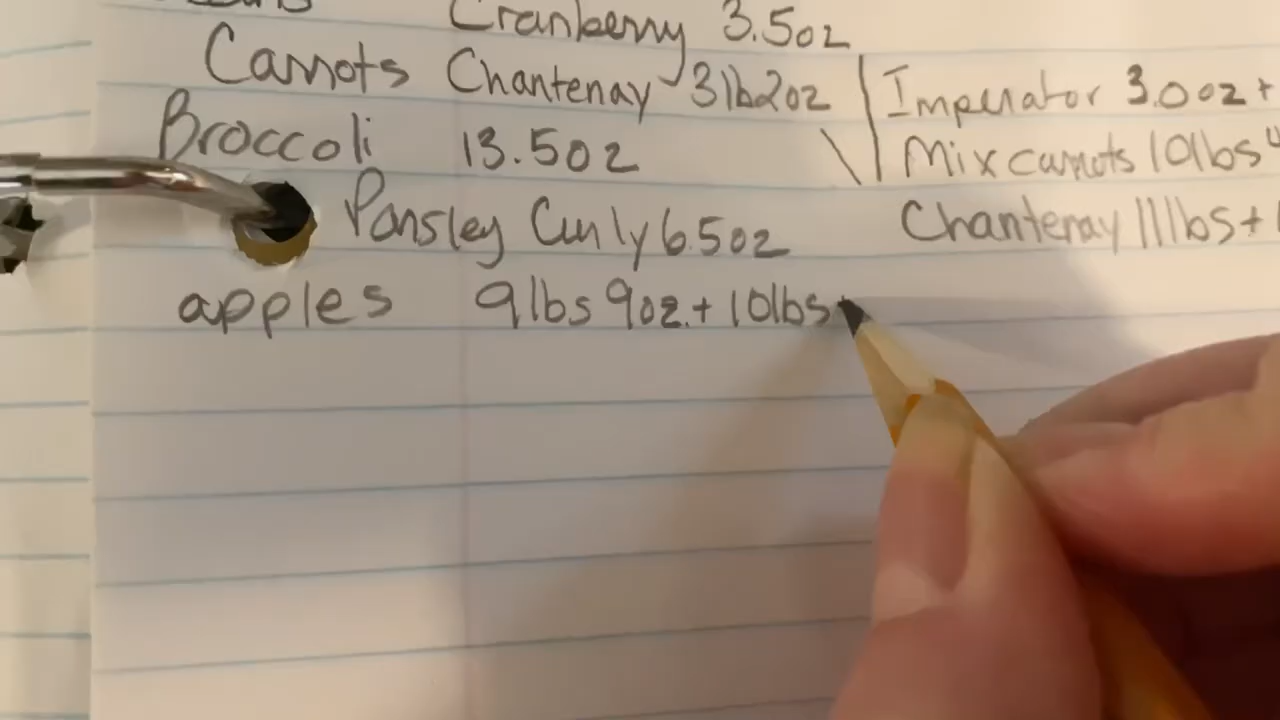 Cranberry 3.5oz
Carrots Chantenay 3lb2oz
Imperator 3.0oz+
Broccoli 13.5oz
Mix carrots 10lbs
Parsley Curly 6.5oz
Chantenay 11lbs+
apples 9lbs 9oz.+ 10lbs